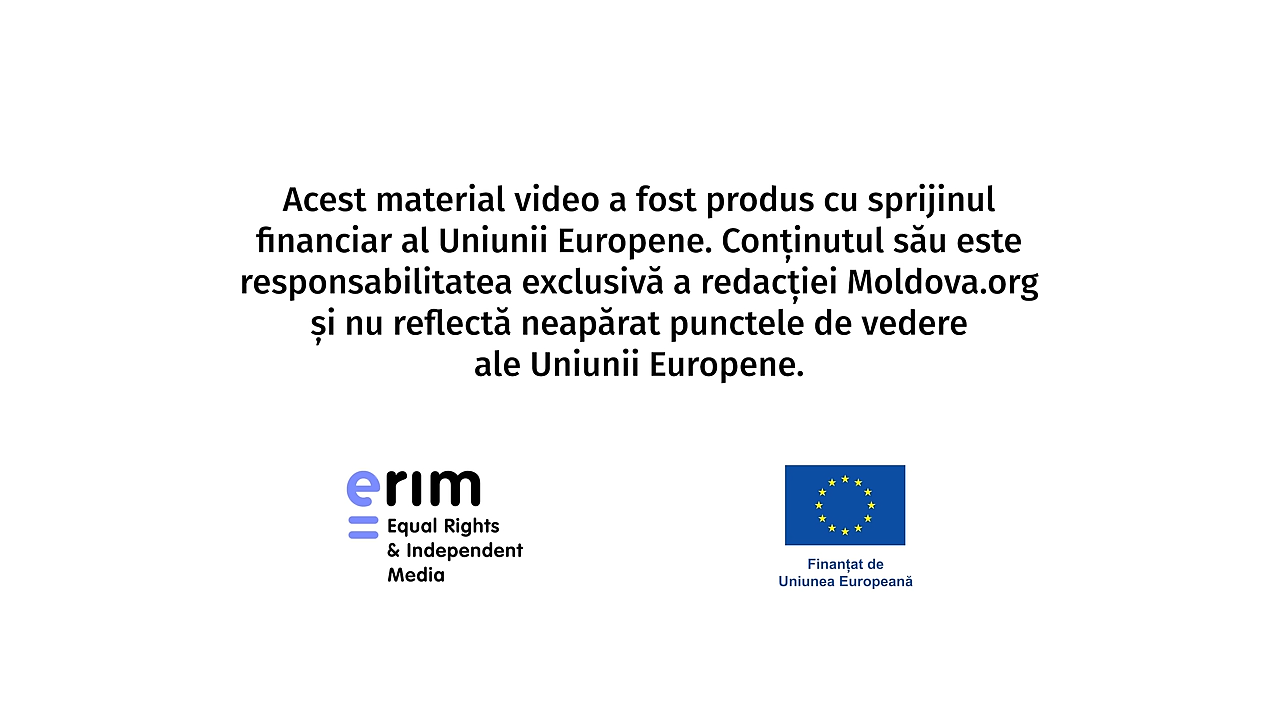 Acest material video a fost produs cu sprijinul
financiar al Uniunii Europene. Conținutul său este
responsabilitatea exclusivă a redacției Moldova.org
și nu reflectă neapărat punctele de vedere
ale Uniunii Europene.
erim
Equal Rights
& Independent
Media
Finanțat de
Uniunea Europeană